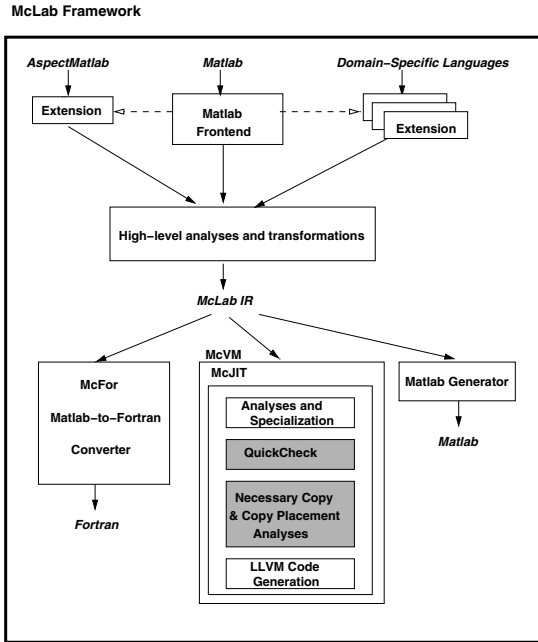 McLab Framework
AspectMatlab
Matlab
Domain–Specific Languages
Extension
Matlab
Frontend
Extension
High–level analyses and transformations
McLab IR
McFor
Matlab–to–Fortran
Converter
Fortran
McVM
McJIT
Analyses and
Specialization
QuickCheck
Necessary Copy
& Copy Placement
Analyses
LLVM Code
Generation
Matlab Generator
Matlab